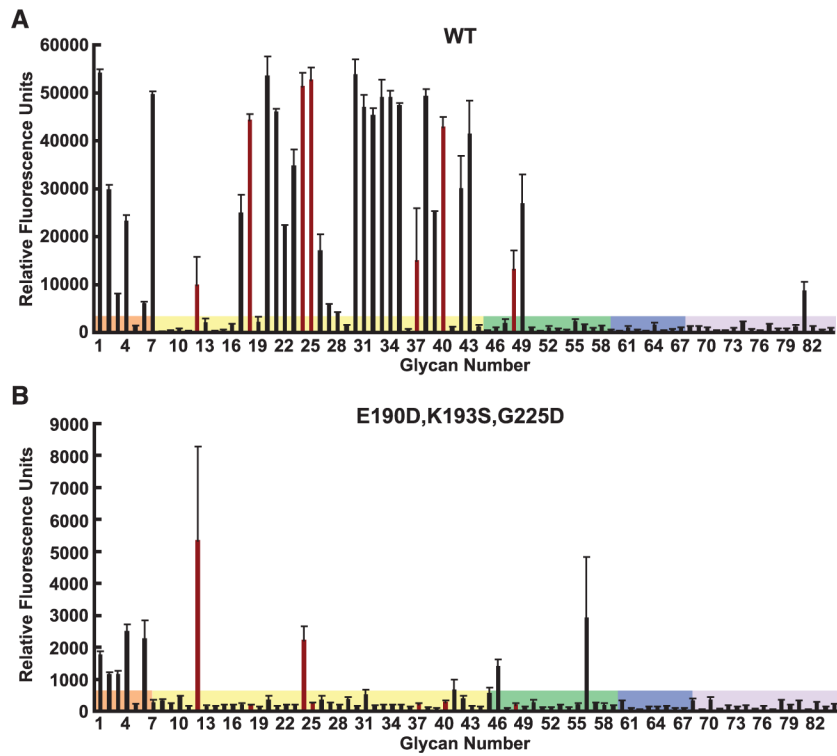 A
WT
Relative Fluorescence Units
60000
50000
40000
30000
20000
10000
0
1 4 7 10 13 16 19 22 25 28 31 34 37 40 43 46 49 52 55 58 61 64 67 70 73 76 79 82
Glycan Number
B
E190D,K193S,G225D
Relative Fluorescence Units
9000
8000
7000
6000
5000
4000
3000
2000
1000
0
1 4 7 10 13 16 19 22 25 28 31 34 37 40 43 46 49 52 55 58 61 64 67 70 73 76 79 82
Glycan Number